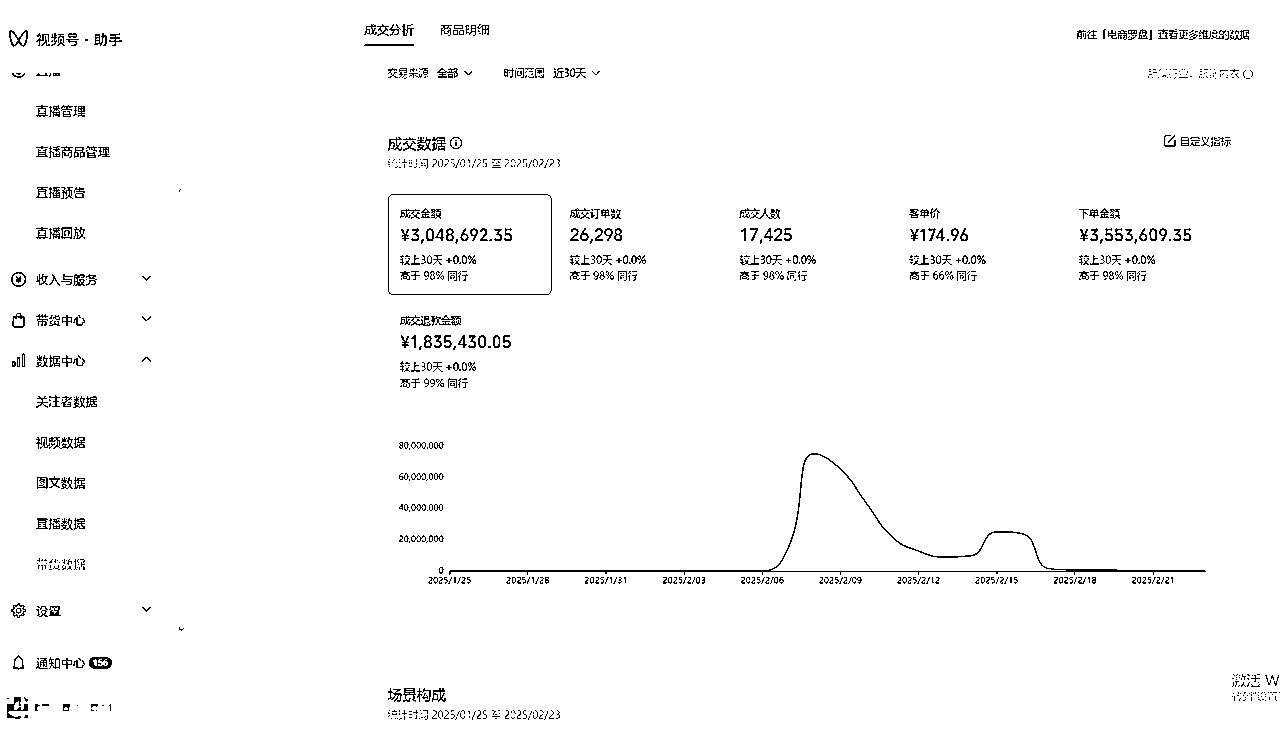 视频号 · 助手
直播
直播管理
直播商品管理
直播预告
直播回放
收入与服务
带货中心
数据中心
关注者数据
视频数据
图文数据
直播数据
带货数据
设置
通知中心 156
成交分析 商品明细
前往「电商罗盘」查看更多维度的数据
交易来源 全部 时间范围 近30天
成交数据
统计时间 2025/01/25 至 2025/02/23
自定义指标
成交金额
¥3,048,692.35
较上30天 +0.0%
高于 98% 同行
成交订单数
26,298
较上30天 +0.0%
高于 98% 同行
成交人数
17,425
较上30天 +0.0%
高于 98% 同行
客单价
¥174.96
较上30天 +0.0%
高于 66% 同行
下单金额
¥3,553,609.35
较上30天 +0.0%
高于 98% 同行
成交退款金额
¥1,835,430.05
较上30天 +0.0%
高于 99% 同行
80,000,000
60,000,000
40,000,000
20,000,000
0
2025/1/25 2025/1/28 2025/1/31 2025/2/03 2025/2/06 2025/2/09 2025/2/12 2025/2/15 2025/2/18 2025/2/21
场景构成
统计时间 2025/01/25 至 2025/02/23
激活 W